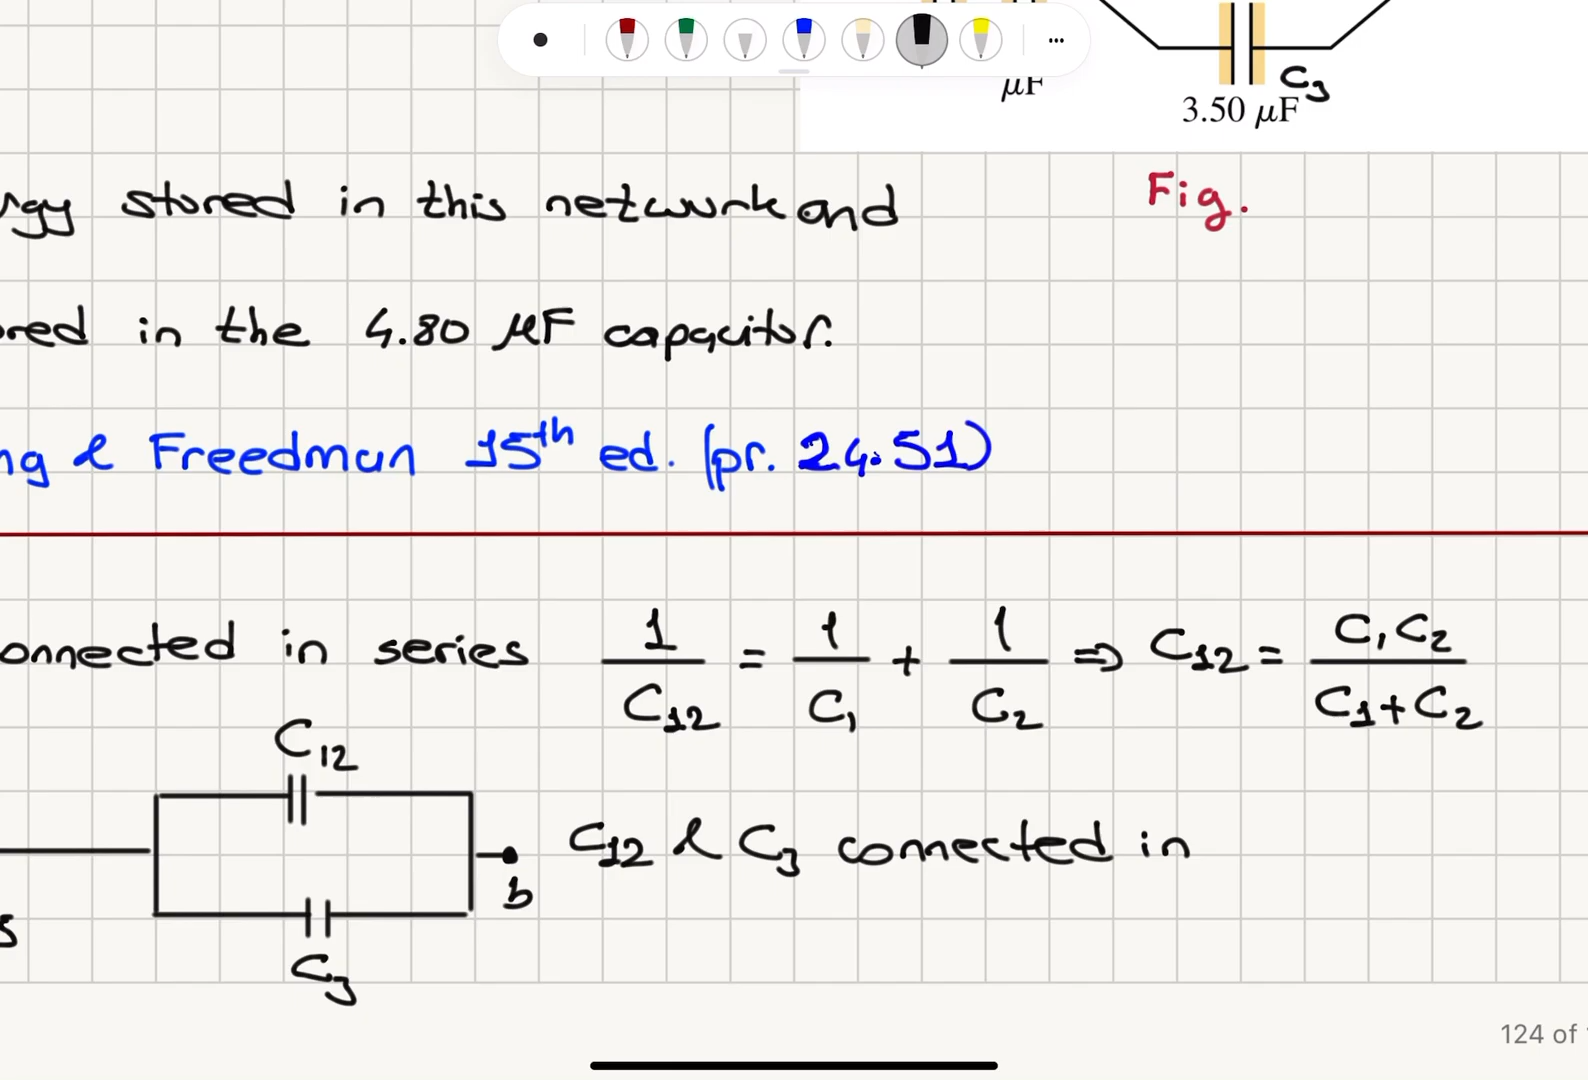 μF
C3
3.50 μF
rgy stored in this network and
Fig.
ored in the 4.80 μF capacitor.
ng & Freedman 15th ed. (pr. 24.51)
onnected in series 1/C12 = 1/C1 + 1/C2 ⇒ C12 = C1C2/C1+C2
C12
C12 & C3 connected in
b
s
C3
124 of